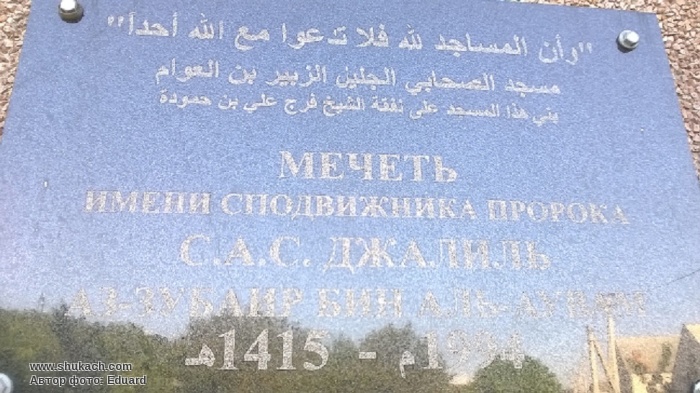 "وأن المساجد لله فلا تدعوا مع الله أحداً"
مسجد الصحابي الجليل الزبير بن العوام
بني هذا المسجد على نفقة الشيخ فرج علي بن حمودة
МЕЧЕТЬ
ИМЕНИ СПОДВИЖНИКА ПРОРОКА
С.А.С. ДЖАЛИЛЬ
АЗ-ЗУБАИР БИН АЛЬ-АУВАМ
1415هـ - 1994م
www.shukach.com
Автор фото: Eduard